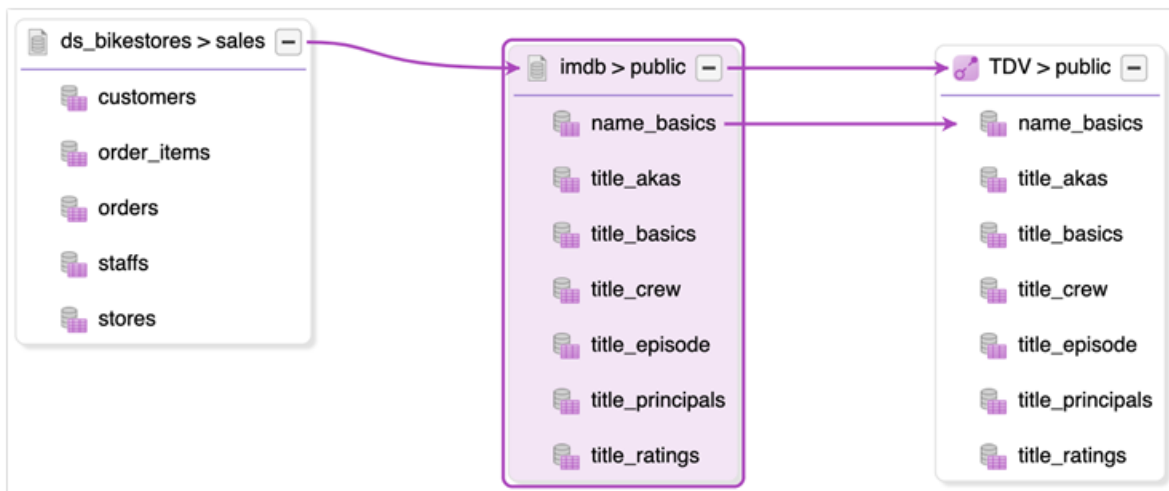 ds_bikestores > sales
customers
order_items
orders
staffs
stores
imdb > public
name_basics
title_akas
title_basics
title_crew
title_episode
title_principals
title_ratings
TDV > public
name_basics
title_akas
title_basics
title_crew
title_episode
title_principals
title_ratings